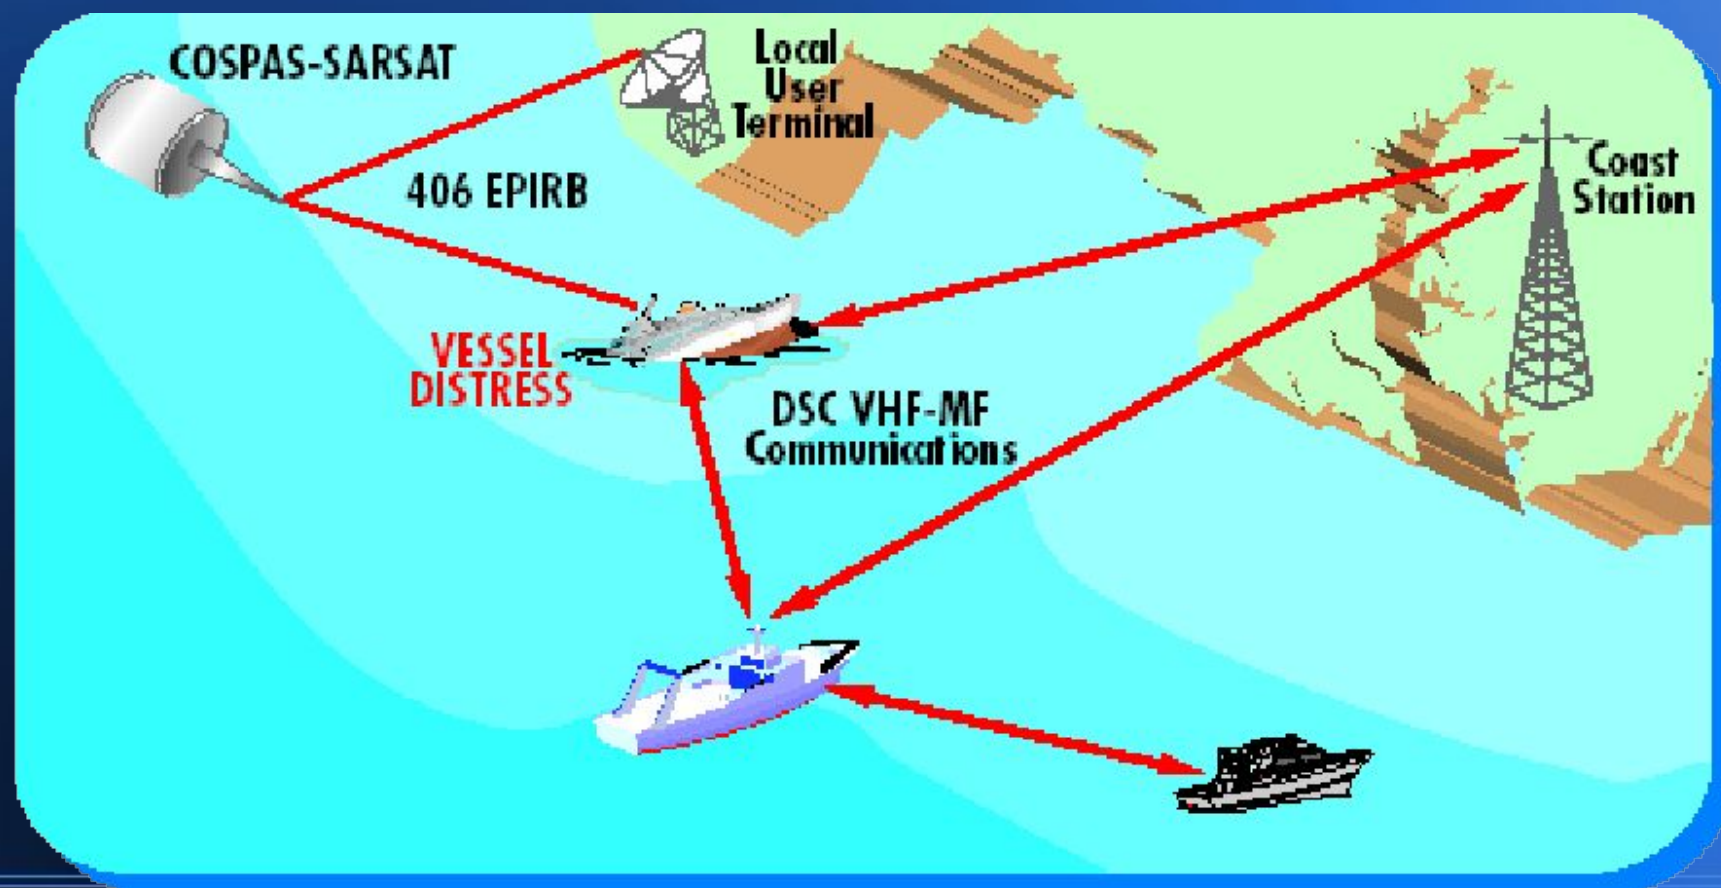 COSPAS-SARSAT
Local
User
Terminal
406 EPIRB
Coast
Station
VESSEL
DISTRESS
DSC VHF-MF
Communications